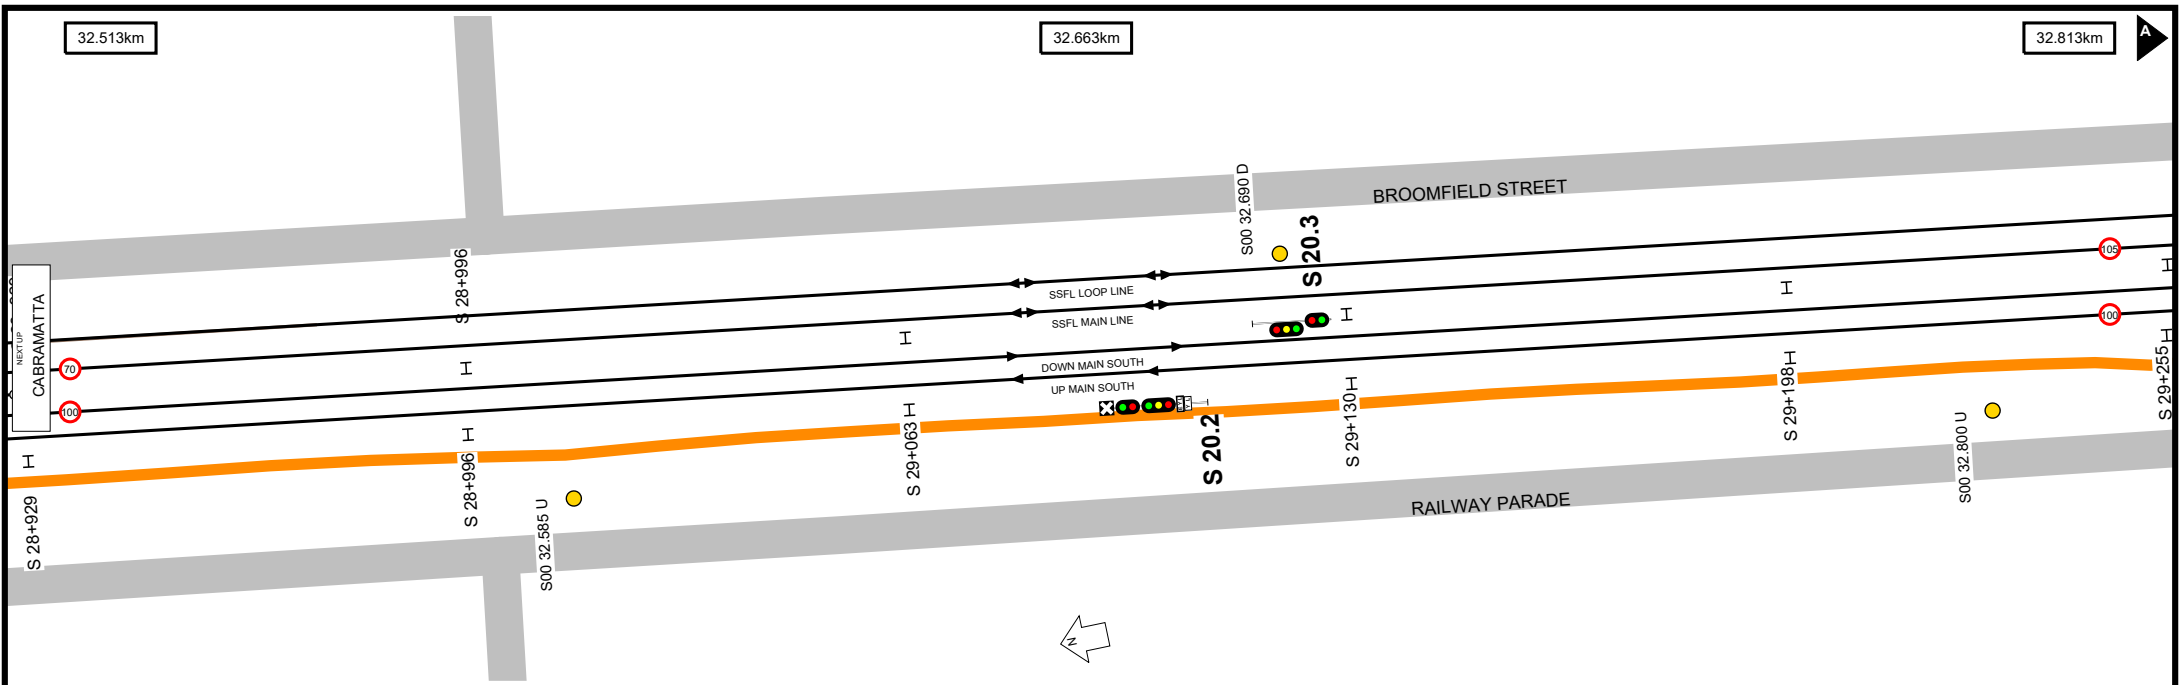 32.513km
32.663km
32.813km
A
S00 32.690 D
BROOMFIELD STREET
S 20.3
S 28+996
NEXT UP
CABRAMATTA
SSFL LOOP LINE
105
SSFL MAIN LINE
70
DOWN MAIN SOUTH
100
UP MAIN SOUTH
100
S 28+929
S 28+996
S 29+063
S 20.2
S 29+130
S 29+198
S 29+255
S00 32.585 U
S00 32.800 U
RAILWAY PARADE
N